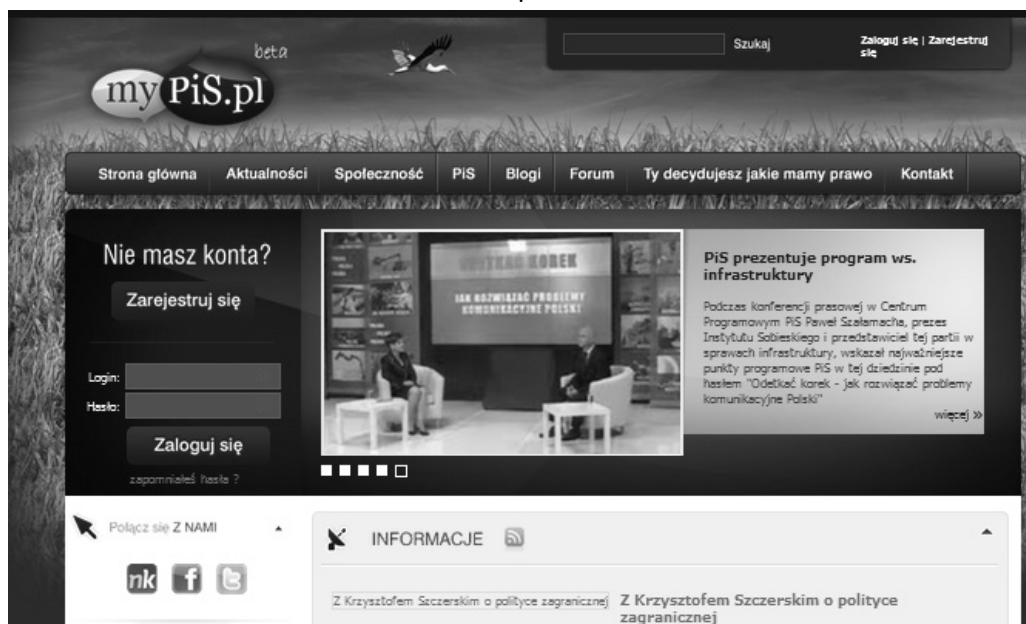 beta
myPiS.pl
Szukaj
Zaloguj się | Zarejestruj
się
Strona główna Aktualności Społeczność PiS Blogi Forum Ty decydujesz jakie mamy prawo Kontakt
Nie masz konta?
Zarejestruj się
Login:
Hasło:
Zaloguj się
zapomniałeś hasła ?
ODETKAĆ KOREK
JAK ROZWIĄZAĆ PROBLEMY
KOMUNIKACYJNE POLSKI
PiS prezentuje program ws.
infrastruktury
Podczas konferencji prasowej w Centrum
Programowym PiS Paweł Szałamacha, prezes
Instytutu Sobieskiego i przedstawiciel tej partii w
sprawach infrastruktury, wskazał najważniejsze
punkty programowe PiS w tej dziedzinie pod
hasłem "Odetkać korek - jak rozwiązać problemy
komunikacyjne Polski"
więcej »
Połącz się Z NAMI
nk f t
INFORMACJE
Z Krzysztofem Szczerskim o polityce zagranicznej
Z Krzysztofem Szczerskim o polityce
zagranicznej